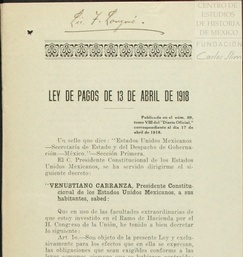 CENTRO DE
ESTUDIOS
DE HISTORIA
DE MEXICO
FUNDACIÓN
Carlos Slim
LEY DE PAGOS DE 13 DE ABRIL DE 1918
Publicada en el núm. 89,
tomo VIII del "Diario Oficial,"
correspondiente al día 17 de
abril de 1918.
Un sello que dice: "Estados Unidos Mexicanos
—Secretaría de Estado y del Despacho de Goberna-
ción.—México."—Sección Primera.
El C. Presidente Constitucional de los Estados
Unidos Mexicanos, se ha servido dirigirme el si-
guiente decreto:
"VENUSTIANO CARRANZA, Presidente Constitu-
cional de los Estados Unidos Mexicanos, a sus
habitantes, sabed:
Que en uso de las facultades extraordinarias de
que estoy investido en el Ramo de Hacienda por el
H. Congreso de la Unión, he tenido a bien decretar
lo siguiente:
Art 1o.—Son objeto de la presente Ley y exclu-
sivamente para los efectos que en ella se expresan,
las obligaciones que sean exigibles conforme a las